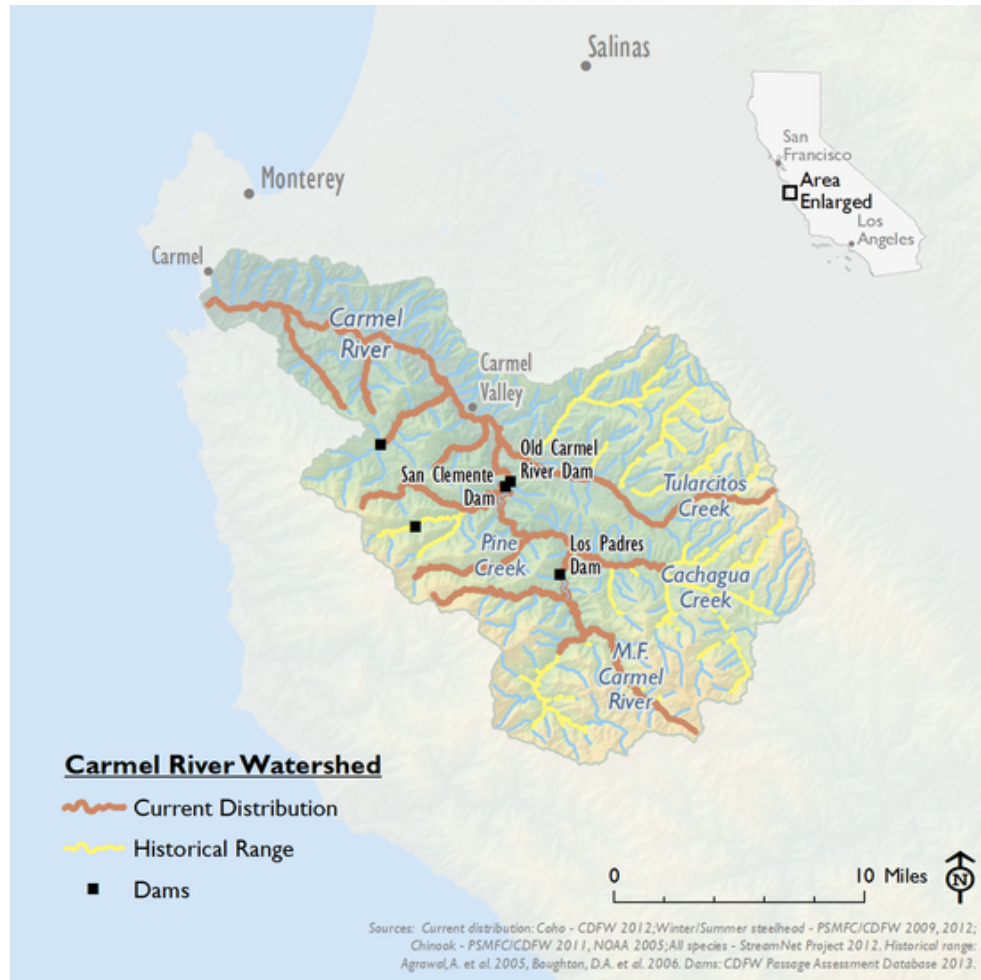 Salinas
San
Francisco
Area
Enlarged
Los
Angeles
Monterey
Carmel
Carmel
River
Carmel
Valley
Old Carmel
River Dam
San Clemente
Dam
Tularcitos
Creek
Pine
Creek
Los Padres
Dam
Cachagua
Creek
M.F.
Carmel
River
Carmel River Watershed
Current Distribution
Historical Range
Dams
0 10 Miles
N
Sources: Current distribution: Coho - CDFW 2012;Winter/Summer steelhead - PSMFC/CDFW 2009, 2012;
Chinook - PSMFC/CDFW 2011, NOAA 2005;All species - StreamNet Project 2012. Historical range:
Agrawal,A. et al. 2005, Boughton, D.A. et al. 2006. Dams: CDFW Passage Assessment Database 2013.